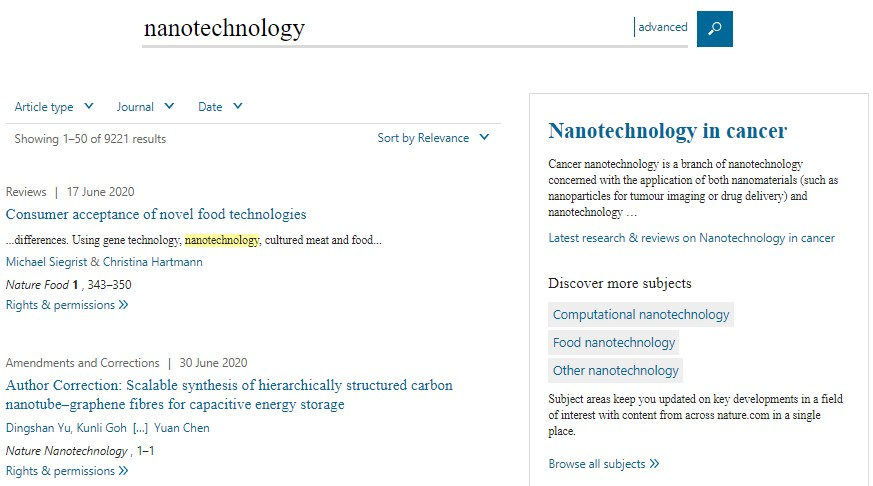 nanotechnology
advanced
Article type
Journal
Date
Showing 1–50 of 9221 results
Sort by Relevance
Reviews | 17 June 2020
Consumer acceptance of novel food technologies
...differences. Using gene technology, nanotechnology, cultured meat and food...
Michael Siegrist & Christina Hartmann
Nature Food 1 , 343–350
Rights & permissions »
Amendments and Corrections | 30 June 2020
Author Correction: Scalable synthesis of hierarchically structured carbon
nanotube–graphene fibres for capacitive energy storage
Dingshan Yu, Kunli Goh [...] Yuan Chen
Nature Nanotechnology , 1–1
Rights & permissions »
Nanotechnology in cancer
Cancer nanotechnology is a branch of nanotechnology
concerned with the application of both nanomaterials (such as
nanoparticles for tumour imaging or drug delivery) and
nanotechnology …
Latest research & reviews on Nanotechnology in cancer
Discover more subjects
Computational nanotechnology
Food nanotechnology
Other nanotechnology
Subject areas keep you updated on key developments in a field
of interest with content from across nature.com in a single
place.
Browse all subjects »